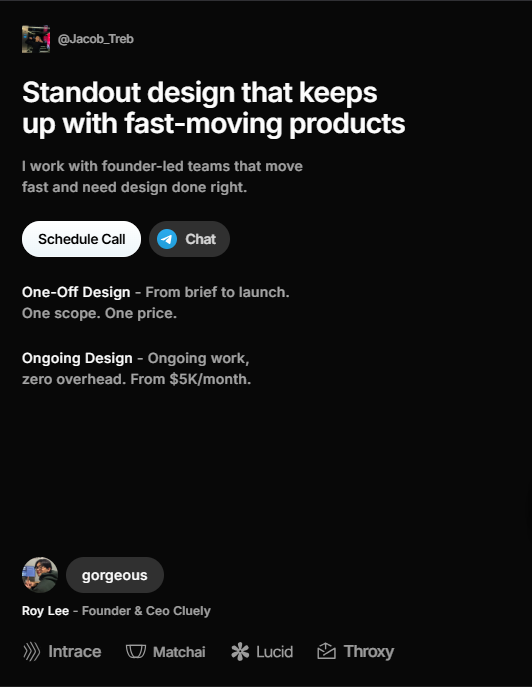 @Jacob_Treb
Standout design that keeps
up with fast-moving products
I work with founder-led teams that move
fast and need design done right.
Schedule Call
Chat
One-Off Design - From brief to launch.
One scope. One price.
Ongoing Design - Ongoing work,
zero overhead. From $5K/month.
gorgeous
Roy Lee - Founder & Ceo Cluely
Intrace
Matchai
Lucid
Throxy